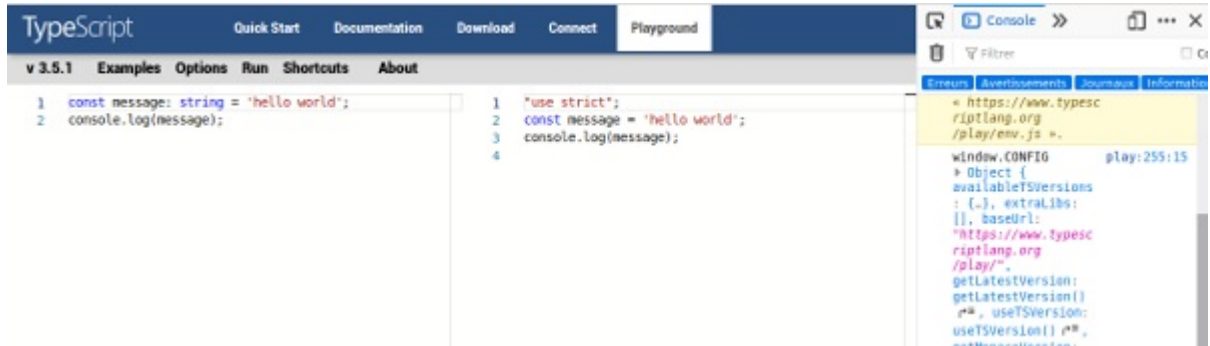 TypeScript Quick Start Documentation Download Connect Playground
v 3.5.1 Examples Options Run Shortcuts About
1 const message: string = 'hello world';
2 console.log(message);
1 "use strict";
2 const message = 'hello world';
3 console.log(message);
4
Console
Filtrer
Erreurs Avertissements Journaux Informatio
« https://www.typesc
riptlang.org
/play/env.js ».
window.CONFIG play:255:15
Object {
availableTSVersions
: {…}, extraLibs:
[], baseUrl:
"https://www.typesc
riptlang.org
/play/",
getLatestVersion:
getLatestVersion()
, useTSVersion:
useTSVersion() ,